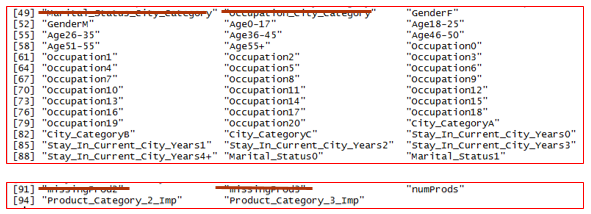 [49] "Marital_Status_City_Category" "Occupation_City_Category" "GenderF"
[52] "GenderM" "Age0-17" "Age18-25"
[55] "Age26-35" "Age36-45" "Age46-50"
[58] "Age51-55" "Age55+" "Occupation0"
[61] "Occupation1" "Occupation2" "Occupation3"
[64] "Occupation4" "Occupation5" "Occupation6"
[67] "Occupation7" "Occupation8" "Occupation9"
[70] "Occupation10" "Occupation11" "Occupation12"
[73] "Occupation13" "Occupation14" "Occupation15"
[76] "Occupation16" "Occupation17" "Occupation18"
[79] "Occupation19" "Occupation20" "City_CategoryA"
[82] "City_CategoryB" "City_CategoryC" "Stay_In_Current_City_Years0"
[85] "Stay_In_Current_City_Years1" "Stay_In_Current_City_Years2" "Stay_In_Current_City_Years3"
[88] "Stay_In_Current_City_Years4+" "Marital_Status0" "Marital_Status1"
[91] "missingProd2" "missingProd3" "numProds"
[94] "Product_Category_2_Imp" "Product_Category_3_Imp"